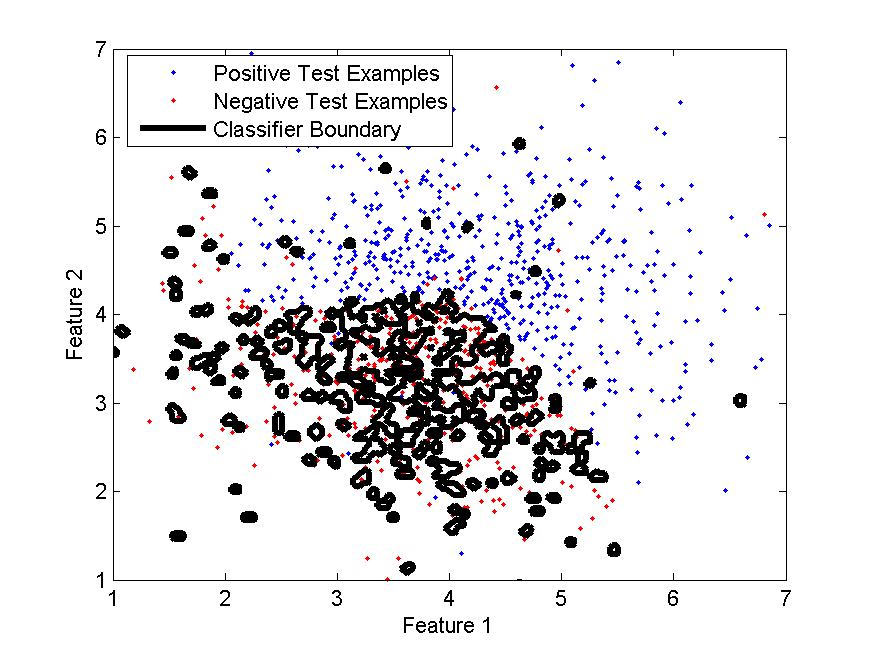 7
6
5
4
3
2
1
Feature 2
Positive Test Examples
Negative Test Examples
Classifier Boundary
1 2 3 4 5 6 7
Feature 1